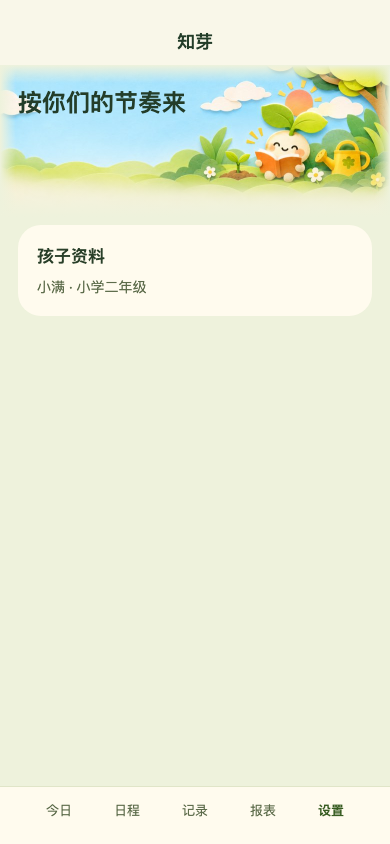 知芽
按你们的节奏来
孩子资料
小满 · 小学二年级
今日 日程 记录 报表 设置